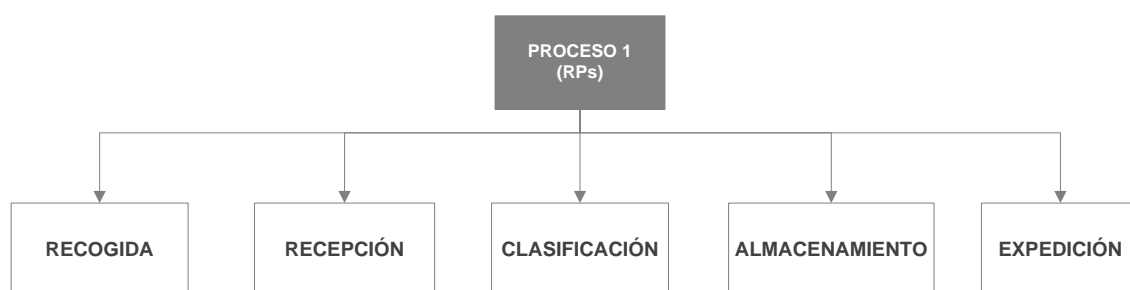 PROCESO 1
(RPs)
RECOGIDA
RECEPCIÓN
CLASIFICACIÓN
ALMACENAMIENTO
EXPEDICIÓN